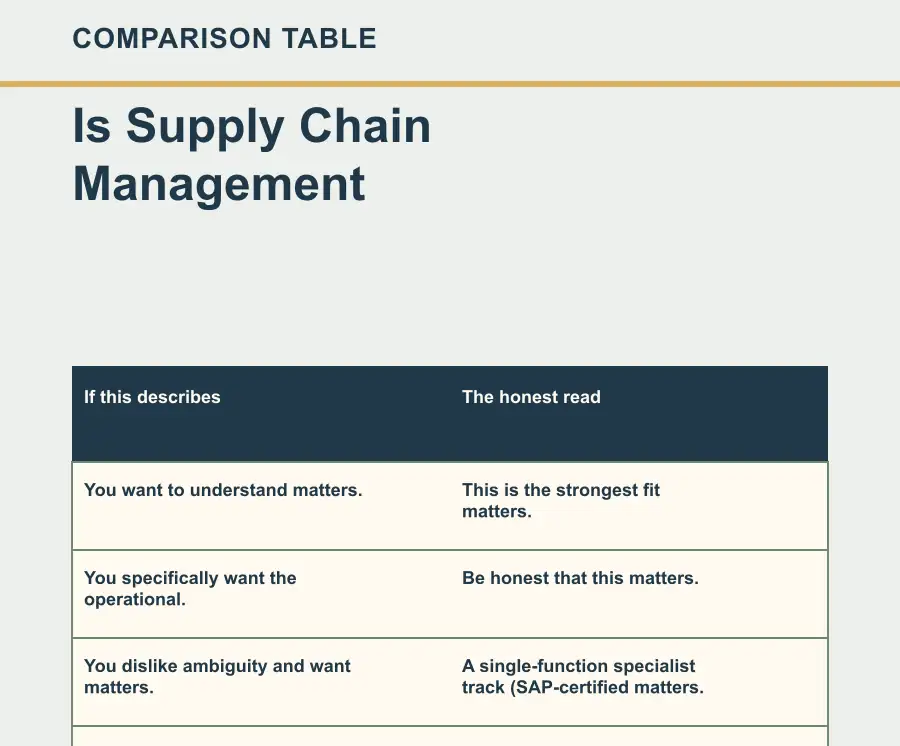 COMPARISON TABLE
Is Supply Chain
Management
If this describes
The honest read
You want to understand matters.
This is the strongest fit
matters.
You specifically want the
operational.
Be honest that this matters.
You dislike ambiguity and want
matters.
A single-function specialist
track (SAP-certified matters.